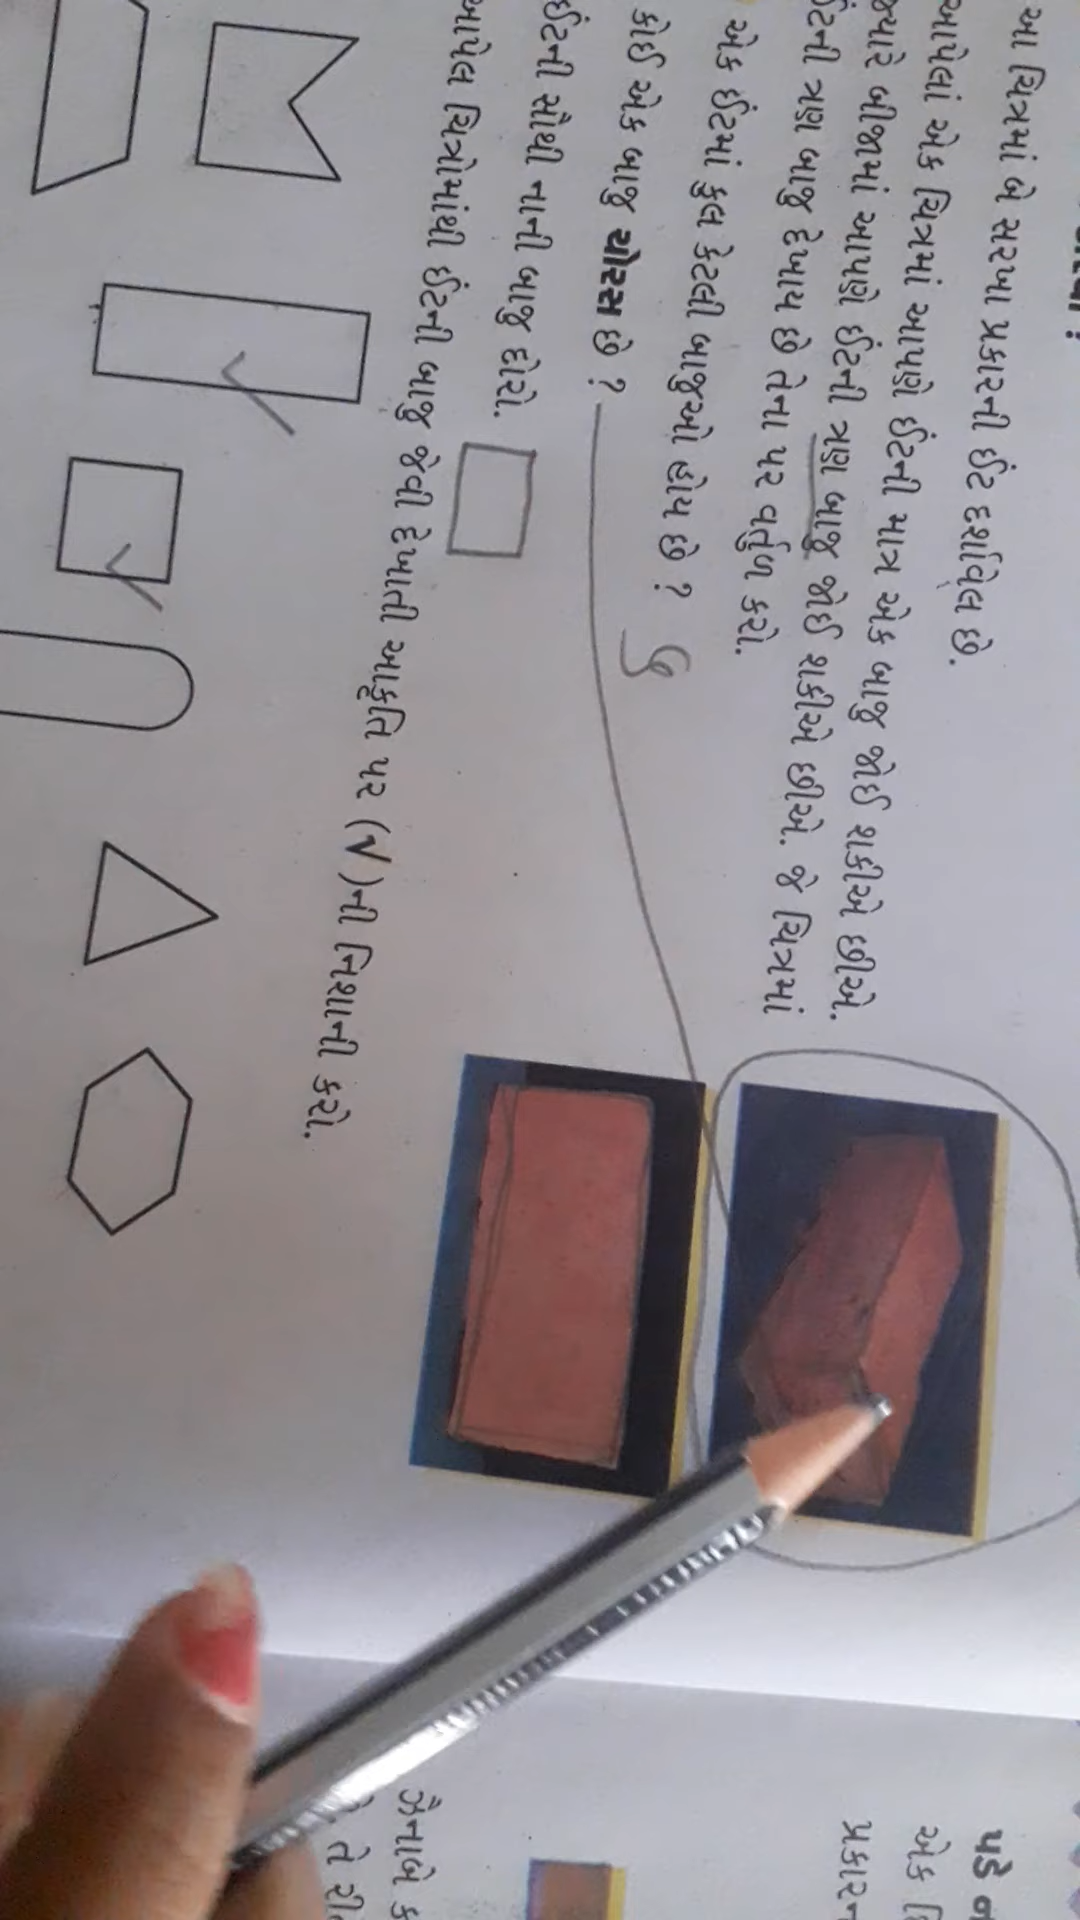 આ ચિત્રમાં બે સરખા પ્રકારની ઈંટ દર્શાવેલ છે.
આપેલાં એક ચિત્રમાં આપણે ઈંટની માત્ર એક બાજુ જોઈ શકીએ છીએ.
જ્યારે બીજામાં આપણે ઈંટની ત્રણ બાજુ જોઈ શકીએ છીએ. જે ચિત્રમાં
ઈંટની ત્રણ બાજુ દેખાય છે તેના પર વર્તુળ કરો.
એક ઈંટમાં કુલ કેટલી બાજુઓ હોય છે ? 6
કોઈ એક બાજુ ચોરસ છે ?
ઈંટની સૌથી નાની બાજુ દોરો.
આપેલ ચિત્રોમાંથી ઈંટની બાજુ જેવી દેખાતી આકૃતિ પર (√)ની નિશાની કરો.
એક
પ્રકાર
ઝૈનાબે ક
તે રી